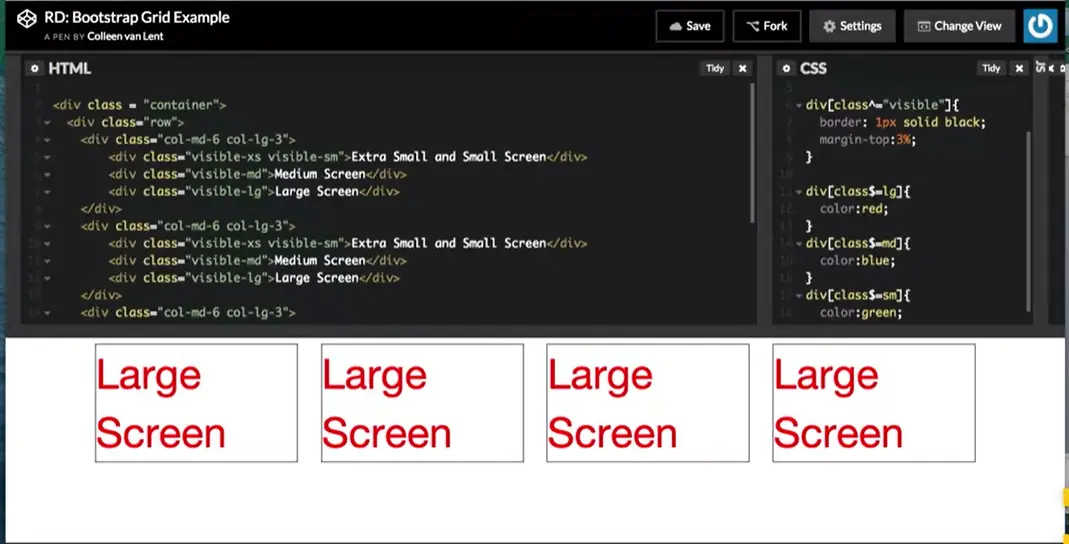 RD: Bootstrap Grid Example
A PEN BY Colleen van Lent
Save
Fork
Settings
Change View
HTML
Tidy
<div class = "container">
<div class="row">
<div class="col-md-6 col-lg-3">
<div class="visible-xs visible-sm">Extra Small and Small Screen</div>
<div class="visible-md">Medium Screen</div>
<div class="visible-lg">Large Screen</div>
</div>
<div class="col-md-6 col-lg-3">
<div class="visible-xs visible-sm">Extra Small and Small Screen</div>
<div class="visible-md">Medium Screen</div>
<div class="visible-lg">Large Screen</div>
</div>
<div class="col-md-6 col-lg-3">
CSS
Tidy
div[class^="visible"]{
border: 1px solid black;
margin-top:3%;
}
div[class$=lg]{
color:red;
}
div[class$=md]{
color:blue;
}
div[class$=sm]{
color:green;
Large
Screen
Large
Screen
Large
Screen
Large
Screen